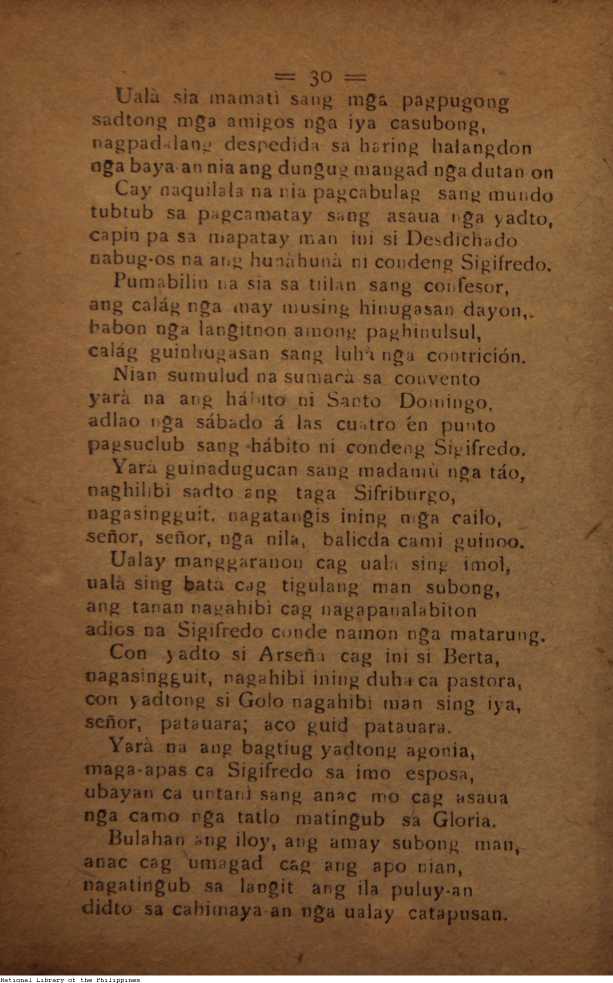 = 30 =
Ualà sia mamati sang mga pagpugong
sadtong mga amigos nga iya casubong,
nagpadalang despedida sa haring halangdon
nga baya-an nia ang dungug mangad nga dutan on
Cay naquilala na nia pagcabulag sang mundo
tubtub sa pagcamatay sang asaua nga yadto,
capin pa sa mapatay man ini si Desdichado
nabug-os na ang hunàhunà ni condeng Sigifredo.
Pumabilin na sia sa tiilan sang confesor,
ang calág nga may musing hinugasan dayon,
babon nga langitnon among paghinulsul,
calág guinhugasan sang luhà nga contrición.
Nian sumulud na sumacà sa convento
yarà na ang hábito ni Santo Domingo,
adlao nga sábado á las cuatro én punto
pagsuclub sang hábito ni condeng Sigifredo.
Yarà guinadugucan sang madamù nga táo,
naghilibi sadto ang taga Sifriburgo,
nagasingguit, nagatangis ining mga cailo,
señor, señor, nga nila, balicda cami guinoo.
Ualay manggaranon cag ualà sing imol,
ualà sing bata cag tigulang man subong,
ang tanan nagahibi cag nagapanalabiton
adios na Sigifredo conde namon nga matarung.
Con yadto si Arseña cag ini si Berta,
nagasingguit, nagahibi ining duha ca pastora,
con yadtong si Golo nagahibi man sing iya,
señor, patauara; aco guid patauara.
Yarà na ang bagtiug yadtong agonia,
maga-apas ca Sigifredo sa imo esposa,
ubayan ca untani sang anac mo cag asaua
nga camo nga tatlo matingub sa Gloria.
Bulahan ang iloy, ang amay subong man,
anac cag umagad cag ang apo nian,
nagatingub sa langit ang ila puluy-an
didto sa cahimaya-an nga ualay catapusan.
National Library of the Philippines